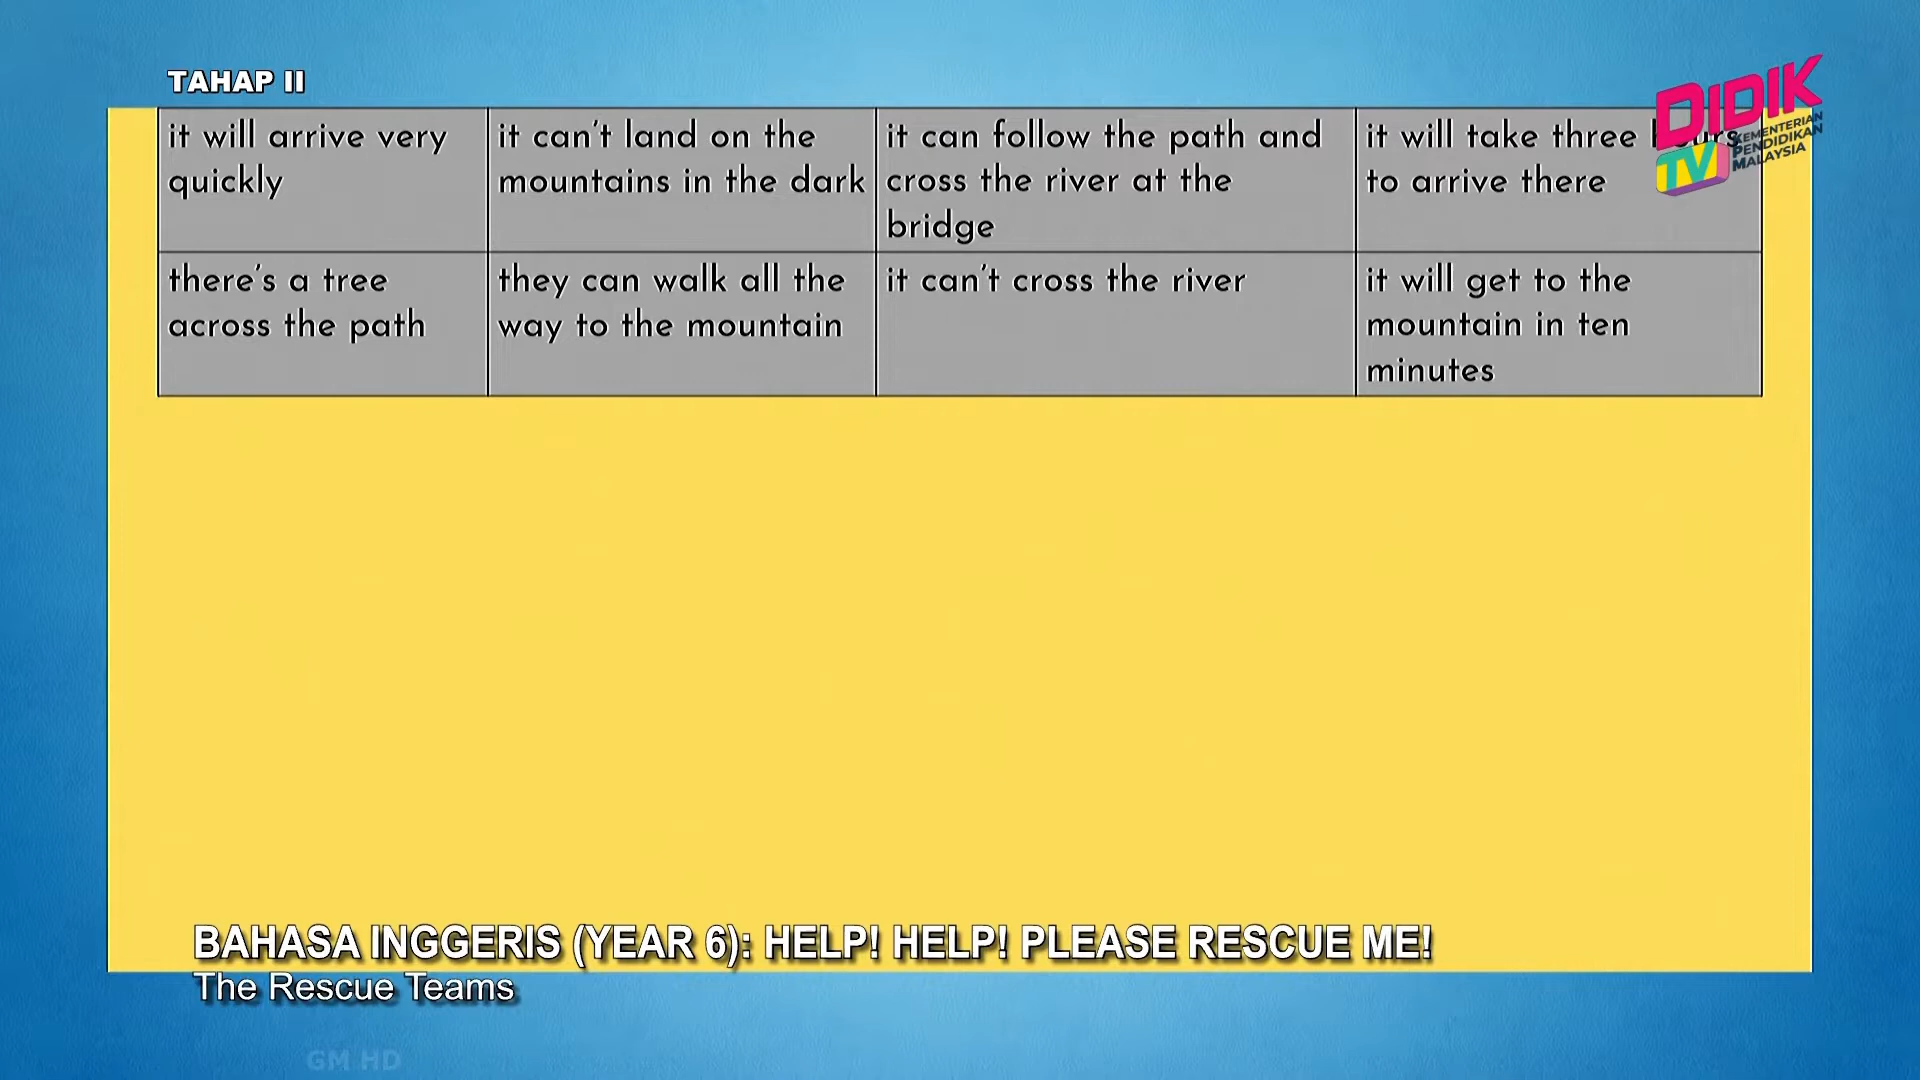 TAHAP II
DIDIK
TV
KEMENTERIAN
PENDIDIKAN
MALAYSIA
it will arrive very
quickly
it can't land on the
mountains in the dark
it can follow the path and
cross the river at the
bridge
it will take three hours
to arrive there
there's a tree
across the path
they can walk all the
way to the mountain
it can't cross the river
it will get to the
mountain in ten
minutes
BAHASA INGGERIS (YEAR 6): HELP! HELP! PLEASE RESCUE ME!
The Rescue Teams
GM HD